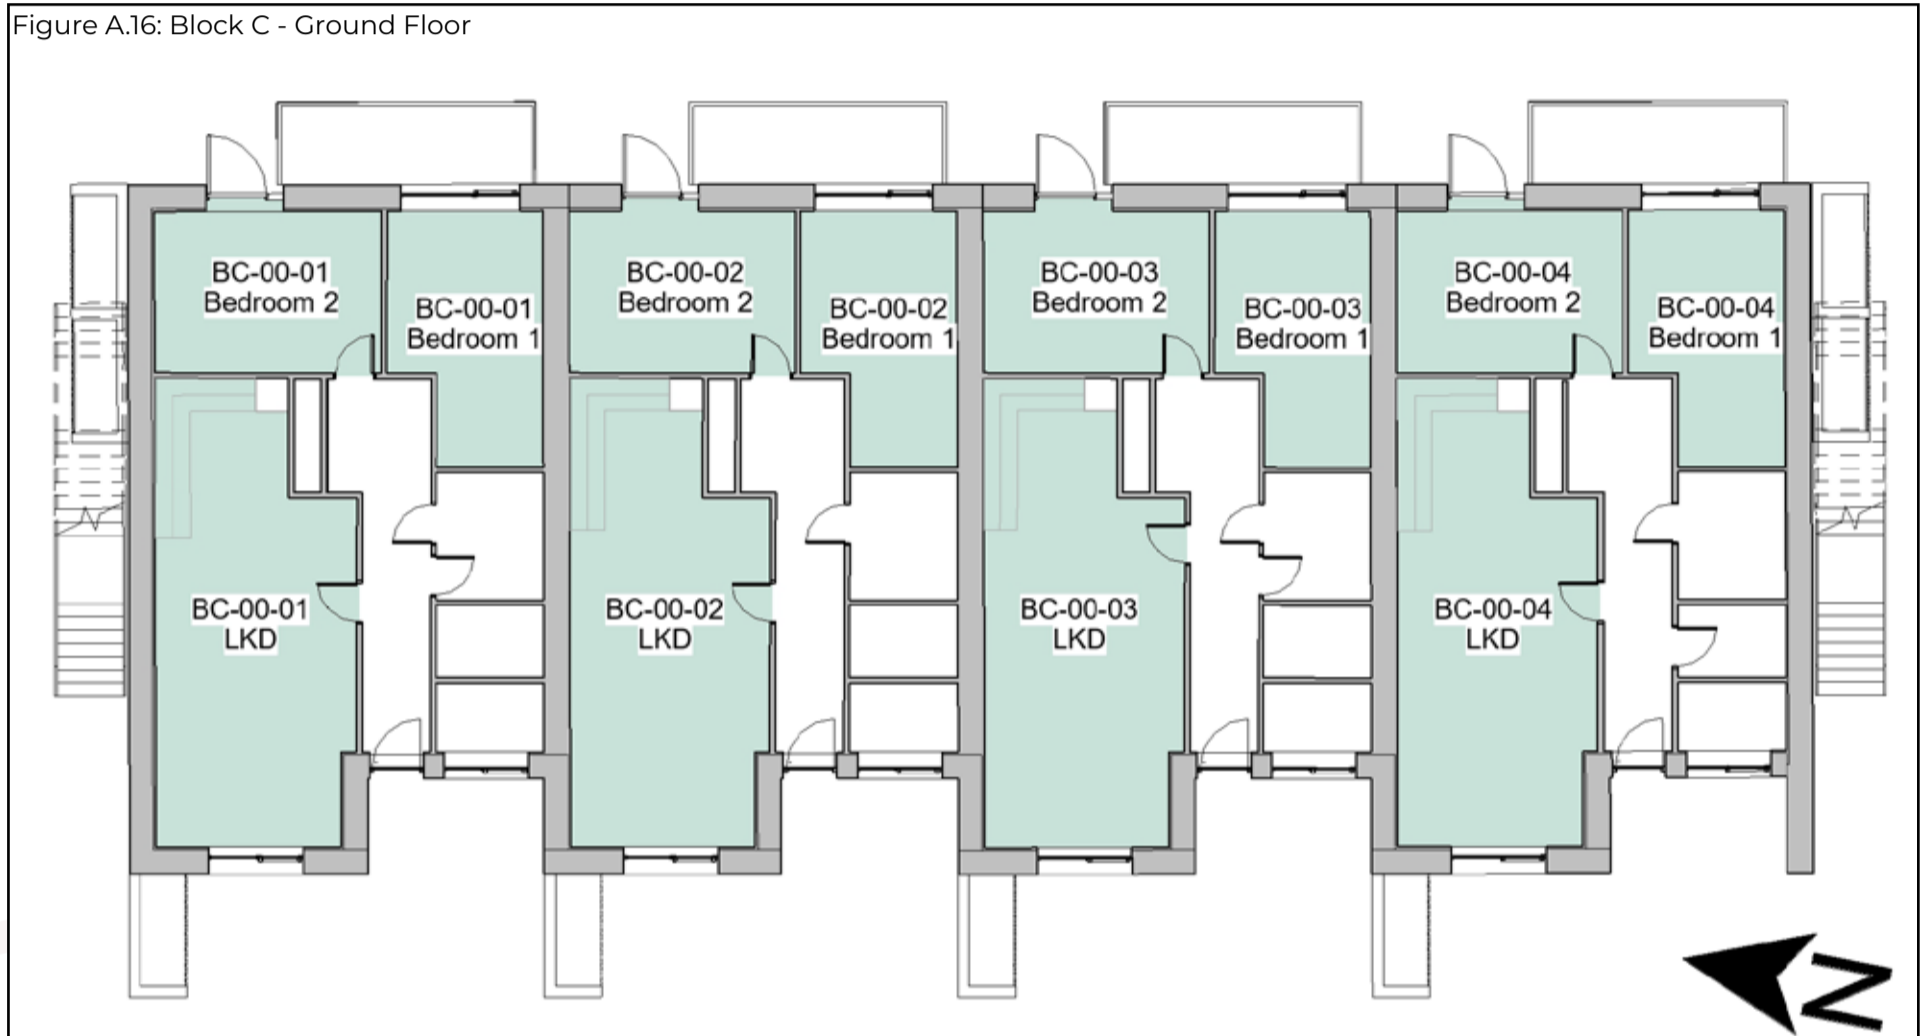 Figure A.16: Block C - Ground Floor
BC-00-01
Bedroom 2
BC-00-01
Bedroom 1
BC-00-02
Bedroom 2
BC-00-02
Bedroom 1
BC-00-03
Bedroom 2
BC-00-03
Bedroom 1
BC-00-04
Bedroom 2
BC-00-04
Bedroom 1
BC-00-01
LKD
BC-00-02
LKD
BC-00-03
LKD
BC-00-04
LKD
N